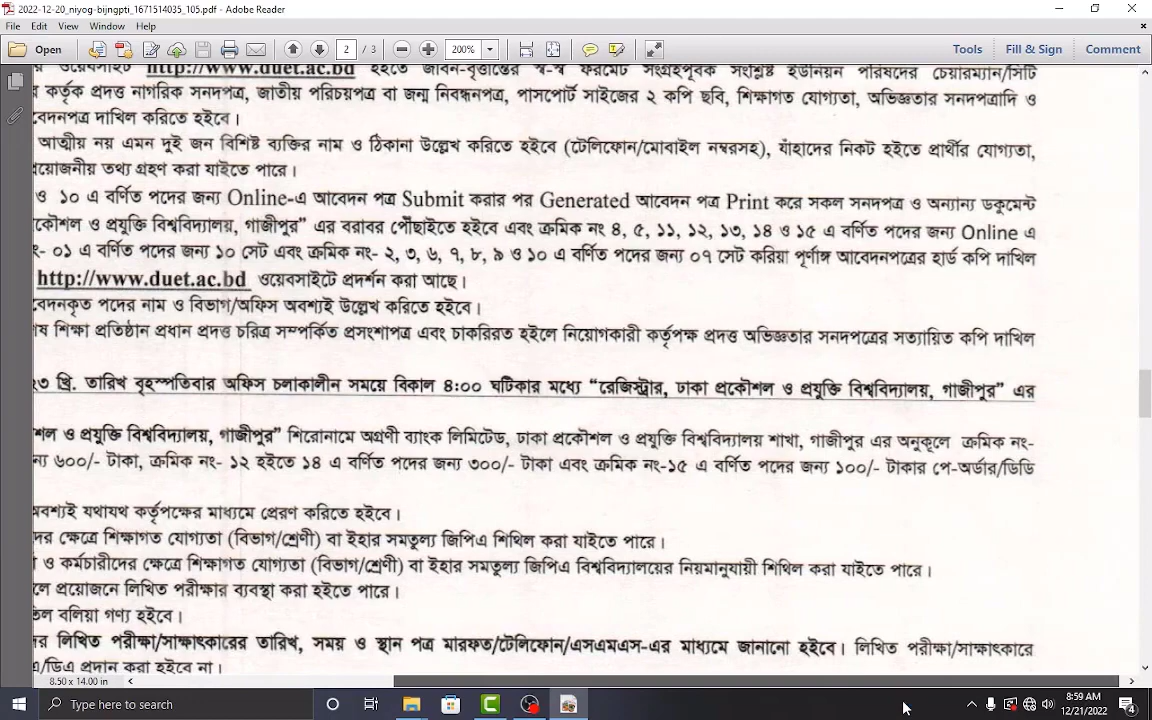 2022-12-20_niyog-bijngpti_1671514035_105.pdf - Adobe Reader
File Edit View Window Help
Open 2 / 3 200% Tools Fill & Sign Comment
ওয়েবসাইট http://www.duet.ac.bd হইতে জীবন-বৃত্তান্তের স্ব-স্ব ফরমেট সংগ্রহপূর্বক সংশ্লিষ্ট ইউনিয়ন পরিষদের চেয়ারম্যান/সিটি
র কর্তৃক প্রদত্ত নাগরিক সনদপত্র, জাতীয় পরিচয়পত্র বা জন্ম নিবন্ধনপত্র, পাসপোর্ট সাইজের ২ কপি ছবি, শিক্ষাগত যোগ্যতা, অভিজ্ঞতার সনদপত্রাদি ও
বেদনপত্র দাখিল করিতে হইবে।
আত্মীয় নয় এমন দুই জন বিশিষ্ট ব্যক্তির নাম ও ঠিকানা উল্লেখ করিতে হইবে (টেলিফোন/মোবাইল নম্বরসহ), যাঁহাদের নিকট হইতে প্রার্থীর যোগ্যতা,
য়োজনীয় তথ্য গ্রহণ করা যাইতে পারে।
ও ১০ এ বর্ণিত পদের জন্য Online-এ আবেদন পত্র Submit করার পর Generated আবেদন পত্র Print করে সকল সনদপত্র ও অন্যান্য ডকুমেন্ট
কৌশল ও প্রযুক্তি বিশ্ববিদ্যালয়, গাজীপুর” এর বরাবর পৌঁছাইতে হইবে এবং ক্রমিক নং ৪, ৫, ১১, ১২, ১৩, ১৪ ও ১৫ এ বর্ণিত পদের জন্য Online এ
ং- ০১ এ বর্ণিত পদের জন্য ১০ সেট এবং ক্রমিক নং- ২, ৩, ৬, ৭, ৮, ৯ ও ১০ এ বর্ণিত পদের জন্য ০৭ সেট করিয়া পূর্ণাঙ্গ আবেদনপত্রের হার্ড কপি দাখিল
http://www.duet.ac.bd ওয়েবসাইটে প্রদর্শন করা আছে।
বেদনকৃত পদের নাম ও বিভাগ/অফিস অবশ্যই উল্লেখ করিতে হইবে।
ষ শিক্ষা প্রতিষ্ঠান প্রধান প্রদত্ত চরিত্র সম্পর্কিত প্রসংশাপত্র এবং চাকরিরত হইলে নিয়োগকারী কর্তৃপক্ষ প্রদত্ত অভিজ্ঞতার সনদপত্রের সত্যায়িত কপি দাখিল
২৩ খ্রি. তারিখ বৃহস্পতিবার অফিস চলাকালীন সময়ে বিকাল ৪:০০ ঘটিকার মধ্যে “রেজিস্ট্রার, ঢাকা প্রকৌশল ও প্রযুক্তি বিশ্ববিদ্যালয়, গাজীপুর” এর
শল ও প্রযুক্তি বিশ্ববিদ্যালয়, গাজীপুর” শিরোনামে অগ্রণী ব্যাংক লিমিটেড, ঢাকা প্রকৌশল ও প্রযুক্তি বিশ্ববিদ্যালয় শাখা, গাজীপুর এর অনুকূলে ক্রমিক নং-
ন্য ৬০০/- টাকা, ক্রমিক নং- ১২ হইতে ১৪ এ বর্ণিত পদের জন্য ৩০০/- টাকা এবং ক্রমিক নং-১৫ এ বর্ণিত পদের জন্য ১০০/- টাকার পে-অর্ডার/ডিডি
অবশ্যই যথাযথ কর্তৃপক্ষের মাধ্যমে প্রেরণ করিতে হইবে।
দের ক্ষেত্রে শিক্ষাগত যোগ্যতা (বিভাগ/শ্রেণী) বা ইহার সমতুল্য জিপিএ শিথিল করা যাইতে পারে।
া ও কর্মচারীদের ক্ষেত্রে শিক্ষাগত যোগ্যতা (বিভাগ/শ্রেণী) বা ইহার সমতুল্য জিপিএ বিশ্ববিদ্যালয়ের নিয়মানুযায়ী শিথিল করা যাইতে পারে।
লে প্রয়োজনে লিখিত পরীক্ষার ব্যবস্থা করা হইতে পারে।
তিল বলিয়া গণ্য হইবে।
দের লিখিত পরীক্ষা/সাক্ষাৎকারের তারিখ, সময় ও স্থান পত্র মারফত/টেলিফোন/এসএমএস-এর মাধ্যমে জানানো হইবে। লিখিত পরীক্ষা/সাক্ষাৎকারে
এ/ডিএ প্রদান করা হইবে না।
8.50 x 14.00 in
Type here to search
8:59 AM
12/21/2022
4